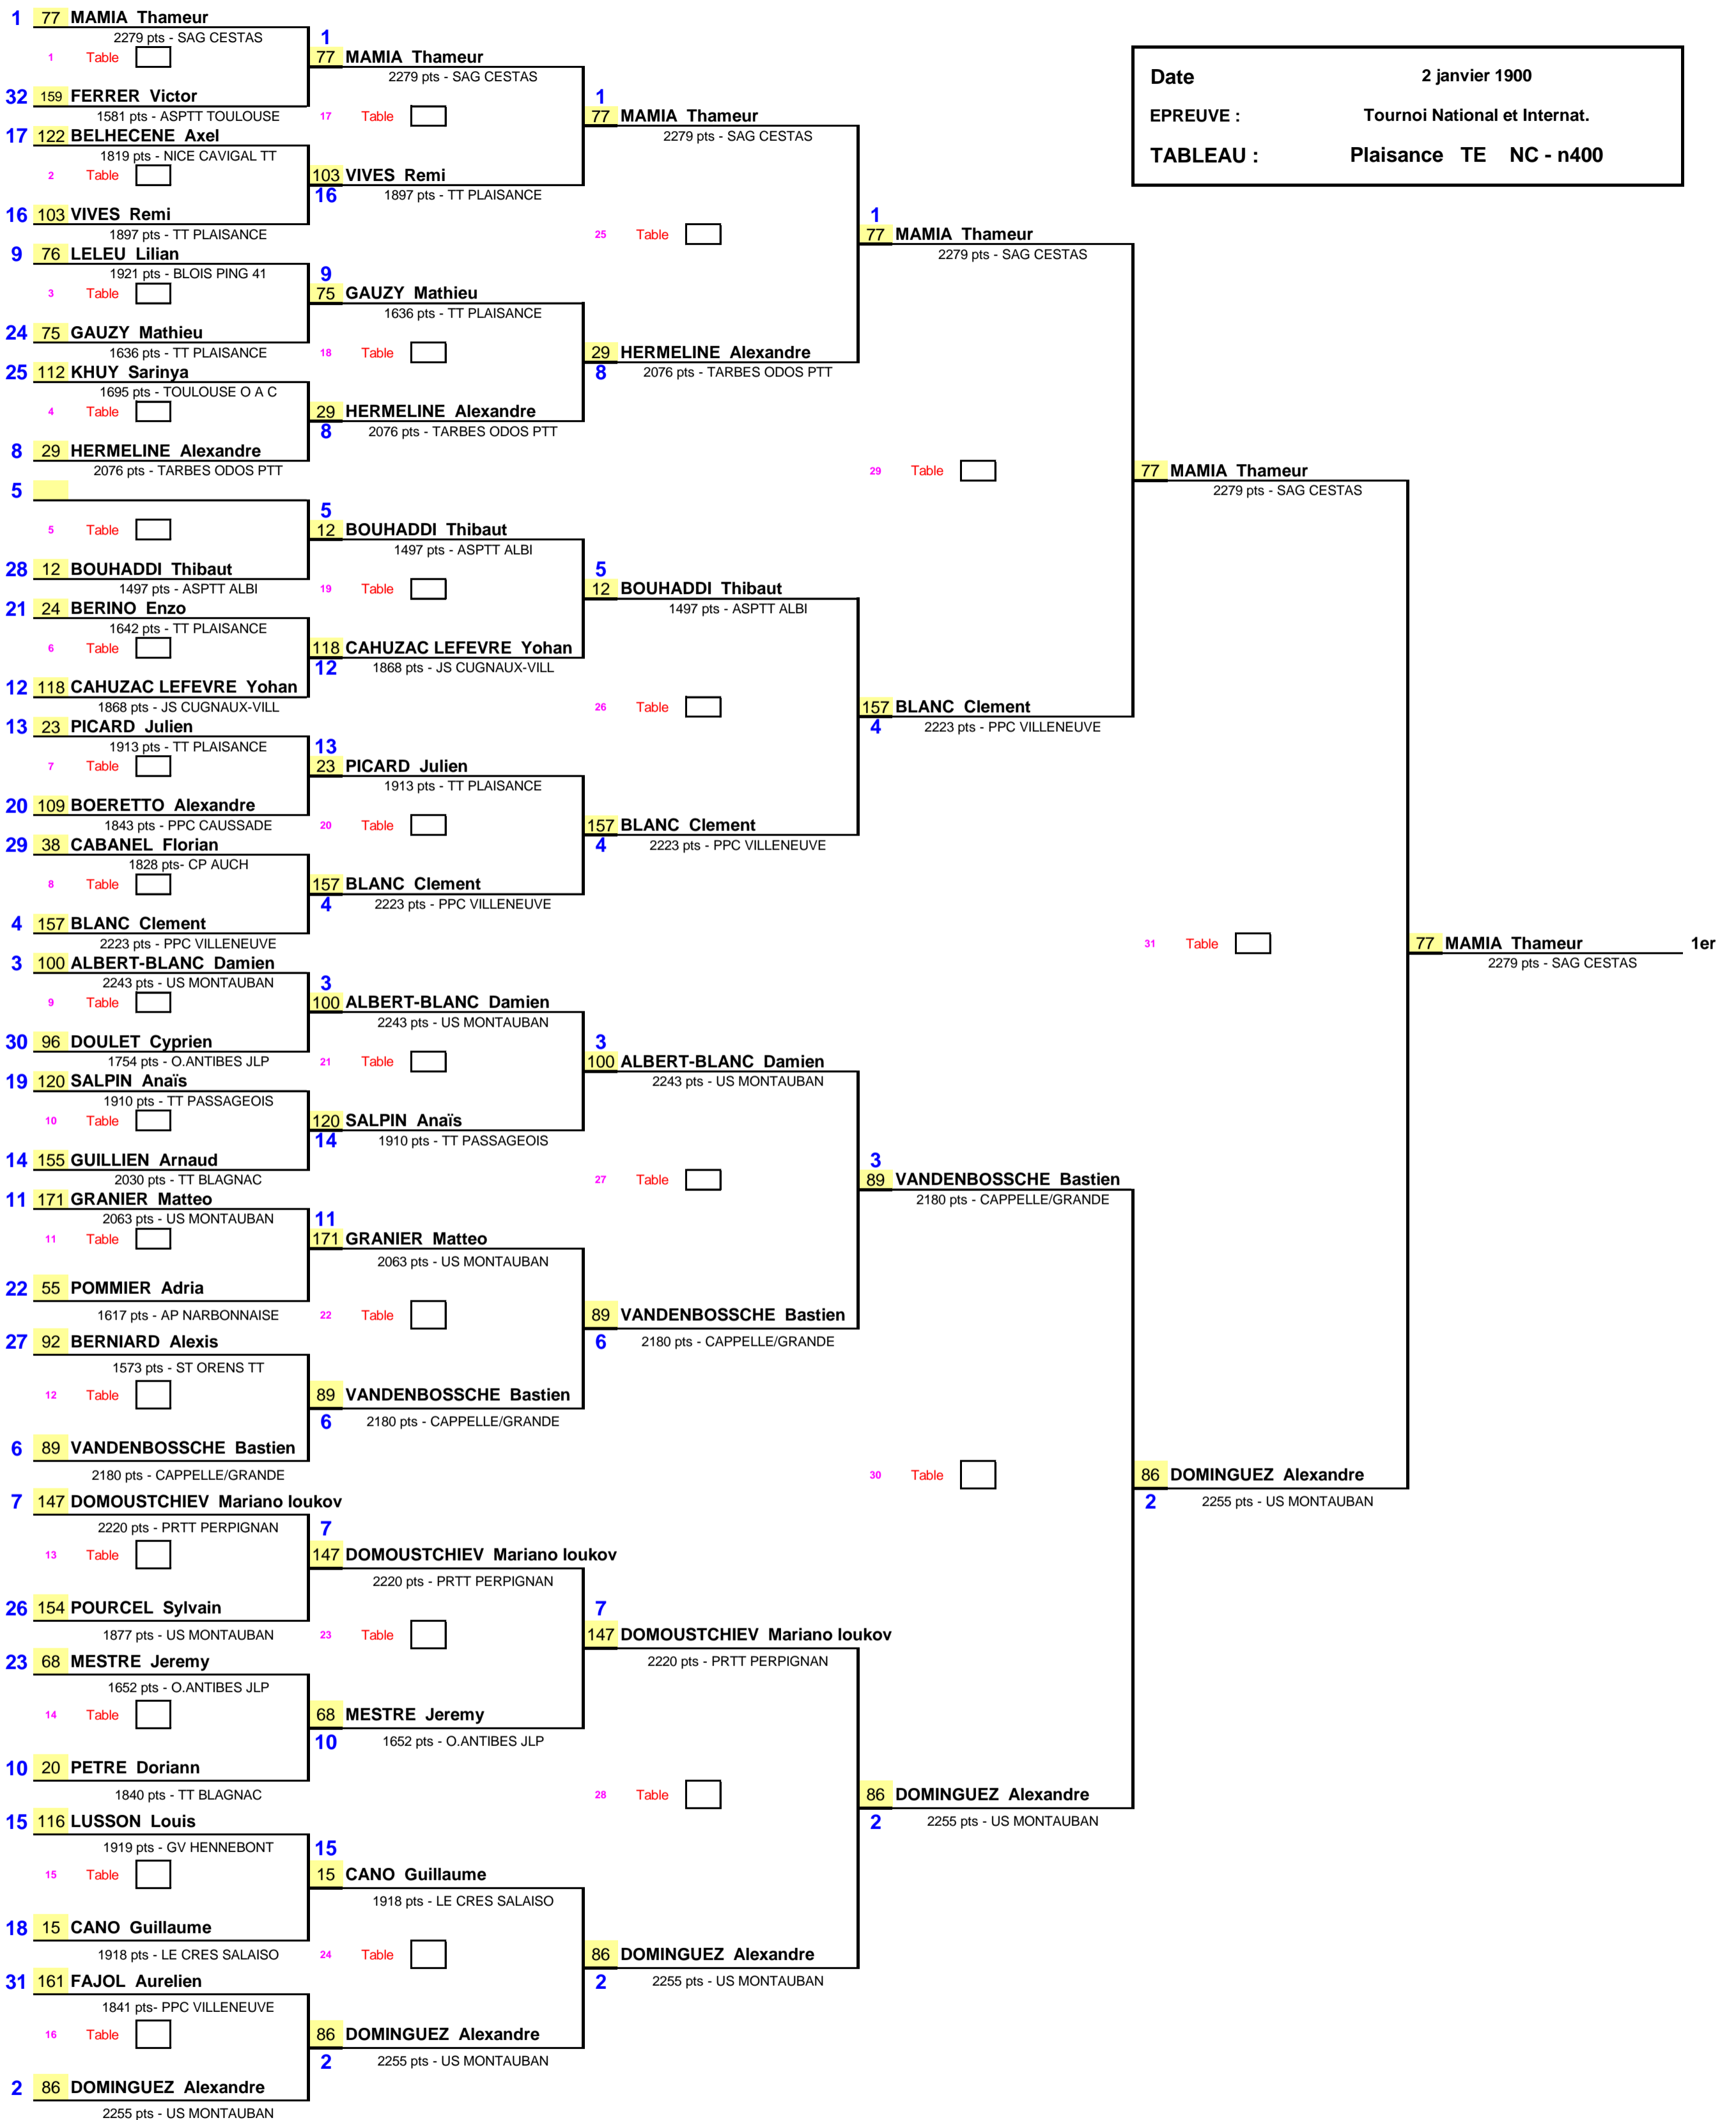 1 77 MAMIA Thameur
2279 pts - SAG CESTAS
1 Table
32 159 FERRER Victor
1581 pts - ASPTT TOULOUSE
17 122 BELHECENE Axel
1819 pts - NICE CAVIGAL TT
2 Table
16 103 VIVES Remi
1897 pts - TT PLAISANCE
9 76 LELEU Lilian
1921 pts - BLOIS PING 41
3 Table
24 75 GAUZY Mathieu
1636 pts - TT PLAISANCE
25 112 KHUY Sarinya
1695 pts - TOULOUSE O A C
4 Table
8 29 HERMELINE Alexandre
2076 pts - TARBES ODOS PTT
5
5 Table
28 12 BOUHADDI Thibaut
1497 pts - ASPTT ALBI
21 24 BERINO Enzo
1642 pts - TT PLAISANCE
6 Table
12 118 CAHUZAC LEFEVRE Yohan
1868 pts - JS CUGNAUX-VILL
13 23 PICARD Julien
1913 pts - TT PLAISANCE
7 Table
20 109 BOERETTO Alexandre
1843 pts - PPC CAUSSADE
29 38 CABANEL Florian
1828 pts- CP AUCH
8 Table
4 157 BLANC Clement
2223 pts - PPC VILLENEUVE
3 100 ALBERT-BLANC Damien
2243 pts - US MONTAUBAN
9 Table
30 96 DOULET Cyprien
1754 pts - O.ANTIBES JLP
19 120 SALPIN Anaïs
1910 pts - TT PASSAGEOIS
10 Table
14 155 GUILLIEN Arnaud
2030 pts - TT BLAGNAC
11 171 GRANIER Matteo
2063 pts - US MONTAUBAN
11 Table
22 55 POMMIER Adria
1617 pts - AP NARBONNAISE
27 92 BERNIARD Alexis
1573 pts - ST ORENS TT
12 Table
6 89 VANDENBOSSCHE Bastien
2180 pts - CAPPELLE/GRANDE
7 147 DOMOUSTCHIEV Mariano loukov
2220 pts - PRTT PERPIGNAN
13 Table
26 154 POURCEL Sylvain
1877 pts - US MONTAUBAN
23 68 MESTRE Jeremy
1652 pts - O.ANTIBES JLP
14 Table
10 20 PETRE Doriann
1840 pts - TT BLAGNAC
15 116 LUSSON Louis
1919 pts - GV HENNEBONT
15 Table
18 15 CANO Guillaume
1918 pts - LE CRES SALAISO
31 161 FAJOL Aurelien
1841 pts- PPC VILLENEUVE
16 Table
2 86 DOMINGUEZ Alexandre
2255 pts - US MONTAUBAN
1
77 MAMIA Thameur
2279 pts - SAG CESTAS
17 Table
103 VIVES Remi
16 1897 pts - TT PLAISANCE
9
75 GAUZY Mathieu
1636 pts - TT PLAISANCE
18 Table
29 HERMELINE Alexandre
8 2076 pts - TARBES ODOS PTT
5
12 BOUHADDI Thibaut
1497 pts - ASPTT ALBI
19 Table
118 CAHUZAC LEFEVRE Yohan
12 1868 pts - JS CUGNAUX-VILL
13
23 PICARD Julien
1913 pts - TT PLAISANCE
20 Table
157 BLANC Clement
4 2223 pts - PPC VILLENEUVE
3
100 ALBERT-BLANC Damien
2243 pts - US MONTAUBAN
21 Table
120 SALPIN Anaïs
14 1910 pts - TT PASSAGEOIS
11
171 GRANIER Matteo
2063 pts - US MONTAUBAN
22 Table
89 VANDENBOSSCHE Bastien
6 2180 pts - CAPPELLE/GRANDE
7
147 DOMOUSTCHIEV Mariano loukov
2220 pts - PRTT PERPIGNAN
23 Table
68 MESTRE Jeremy
10 1652 pts - O.ANTIBES JLP
15
15 CANO Guillaume
1918 pts - LE CRES SALAISO
24 Table
86 DOMINGUEZ Alexandre
2 2255 pts - US MONTAUBAN
1
77 MAMIA Thameur
2279 pts - SAG CESTAS
25 Table
29 HERMELINE Alexandre
8 2076 pts - TARBES ODOS PTT
5
12 BOUHADDI Thibaut
1497 pts - ASPTT ALBI
26 Table
157 BLANC Clement
4 2223 pts - PPC VILLENEUVE
3
100 ALBERT-BLANC Damien
2243 pts - US MONTAUBAN
27 Table
89 VANDENBOSSCHE Bastien
6 2180 pts - CAPPELLE/GRANDE
7
147 DOMOUSTCHIEV Mariano loukov
2220 pts - PRTT PERPIGNAN
28 Table
86 DOMINGUEZ Alexandre
2 2255 pts - US MONTAUBAN
1
77 MAMIA Thameur
2279 pts - SAG CESTAS
29 Table
157 BLANC Clement
4 2223 pts - PPC VILLENEUVE
3
89 VANDENBOSSCHE Bastien
2180 pts - CAPPELLE/GRANDE
30 Table
86 DOMINGUEZ Alexandre
2 2255 pts - US MONTAUBAN
Date 2 janvier 1900
EPREUVE : Tournoi National et Internat.
TABLEAU : Plaisance TE NC - n400
77 MAMIA Thameur
2279 pts - SAG CESTAS
31 Table
86 DOMINGUEZ Alexandre
2 2255 pts - US MONTAUBAN
77 MAMIA Thameur 1er
2279 pts - SAG CESTAS